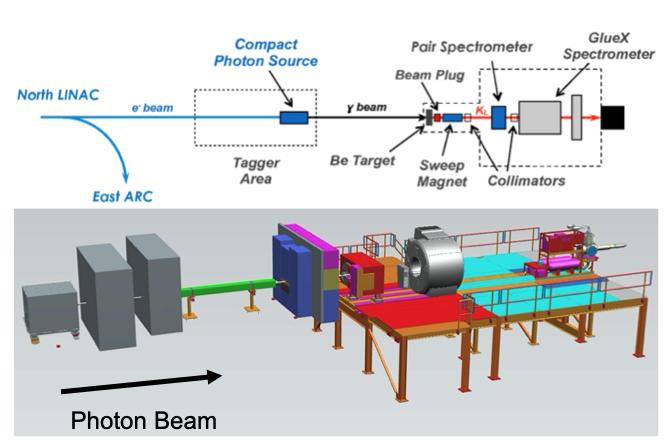 Compact
Photon Source
Pair Spectrometer
GlueX
Spectrometer
Beam Plug
North LINAC
e⁻ beam
γ beam
K_L
Tagger
Area
Be Target
Sweep
Magnet
Collimators
East ARC
Photon Beam